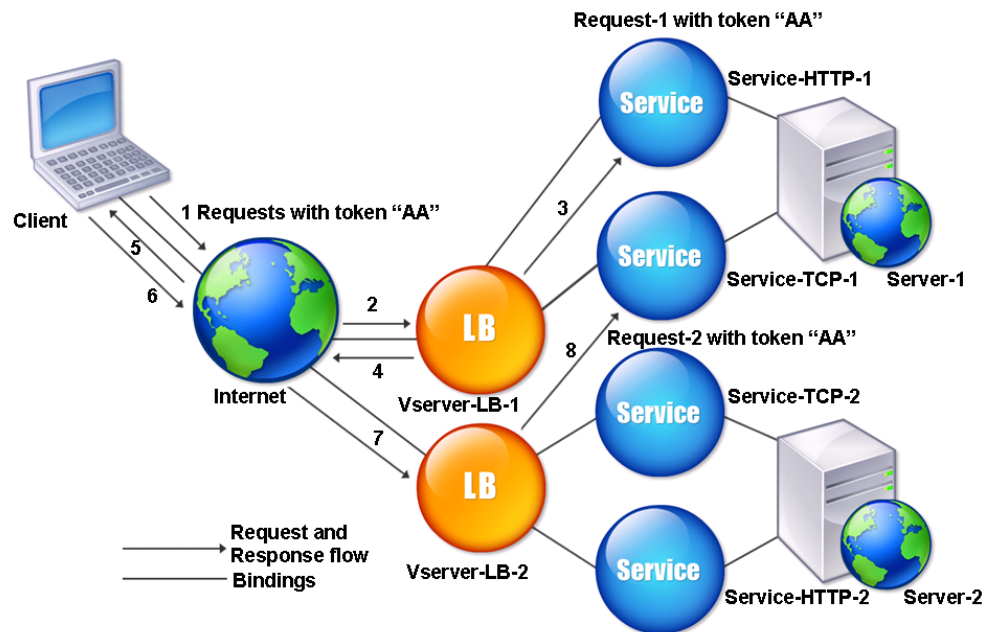 Request-1 with token “AA”
Service-HTTP-1
Service
Client
1 Requests with token “AA”
3
5
6
Service
Service-TCP-1
Server-1
2
LB
4
8
Request-2 with token “AA”
Internet
Vserver-LB-1
Service-TCP-2
Service
7
LB
Request and
Response flow
Bindings
Vserver-LB-2
Service
Service-HTTP-2
Server-2